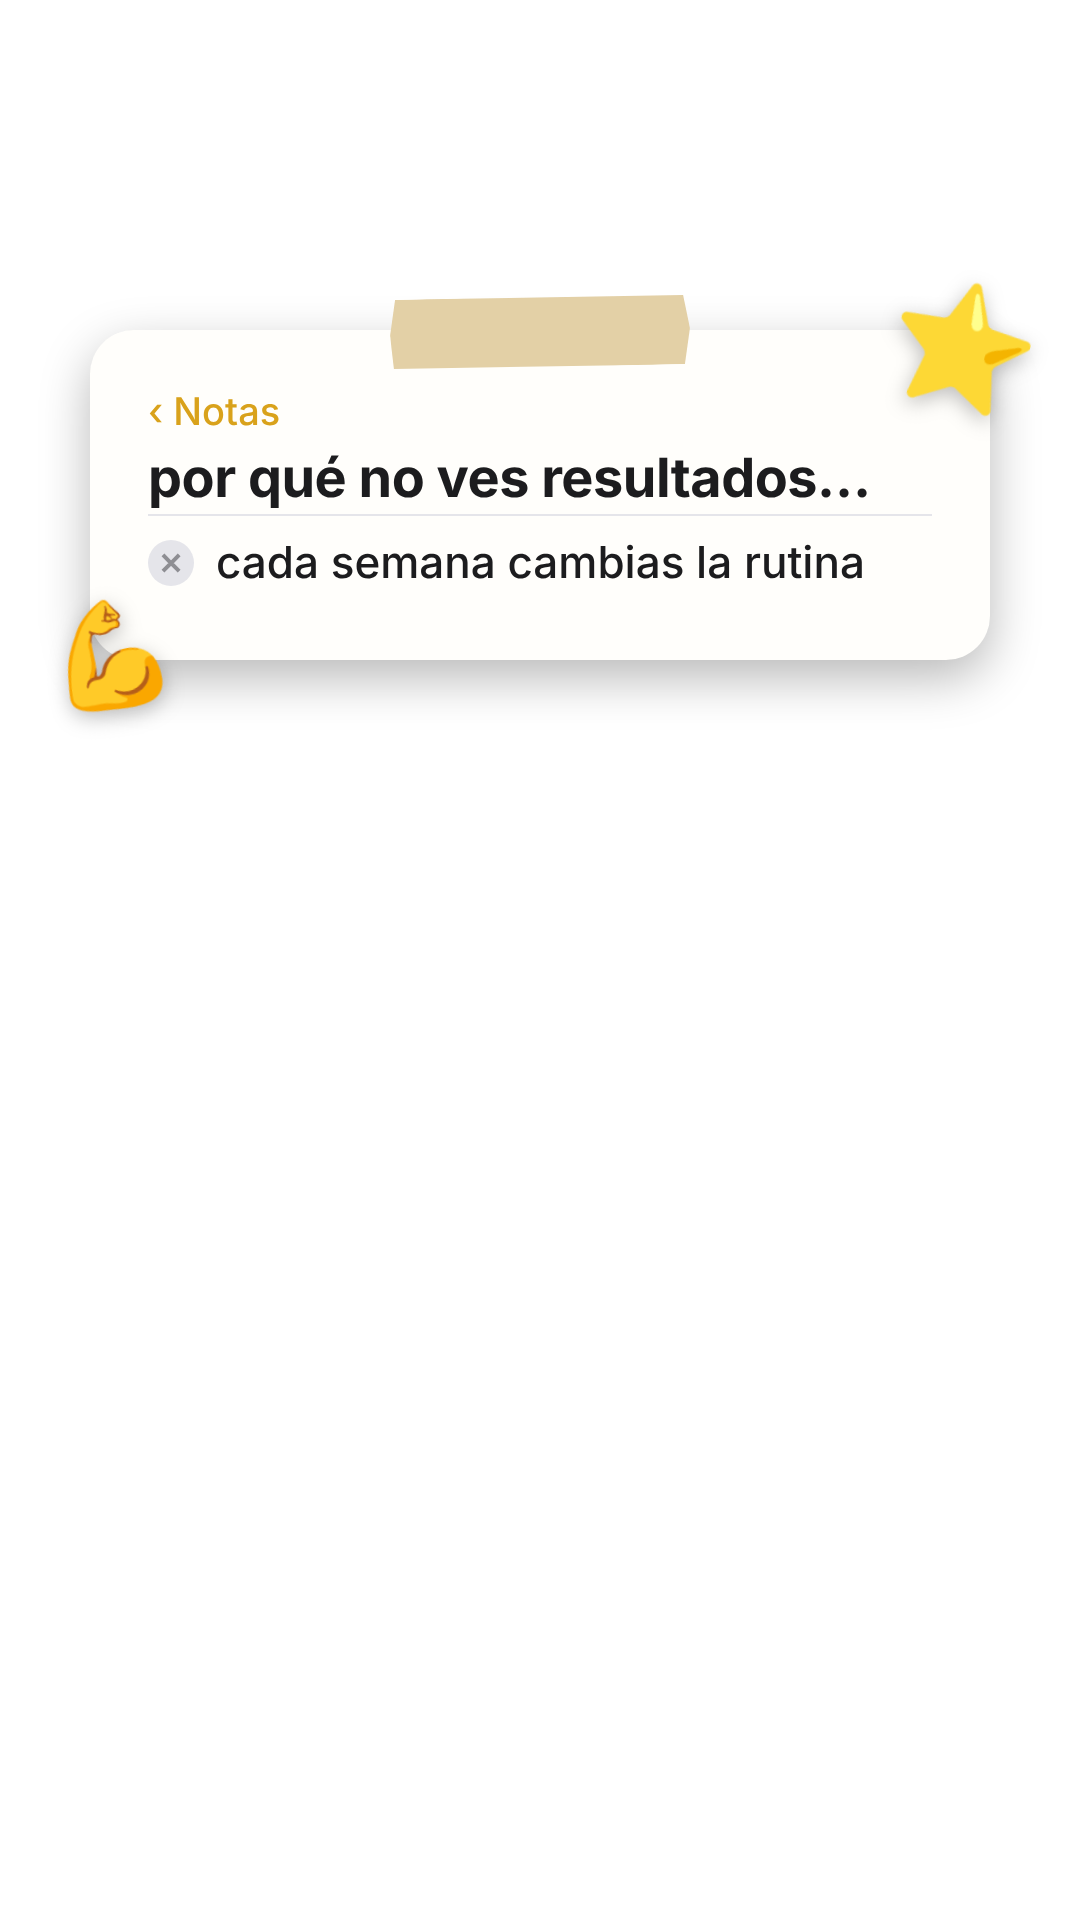 ‹ Notas
por qué no ves resultados...
cada semana cambias la rutina